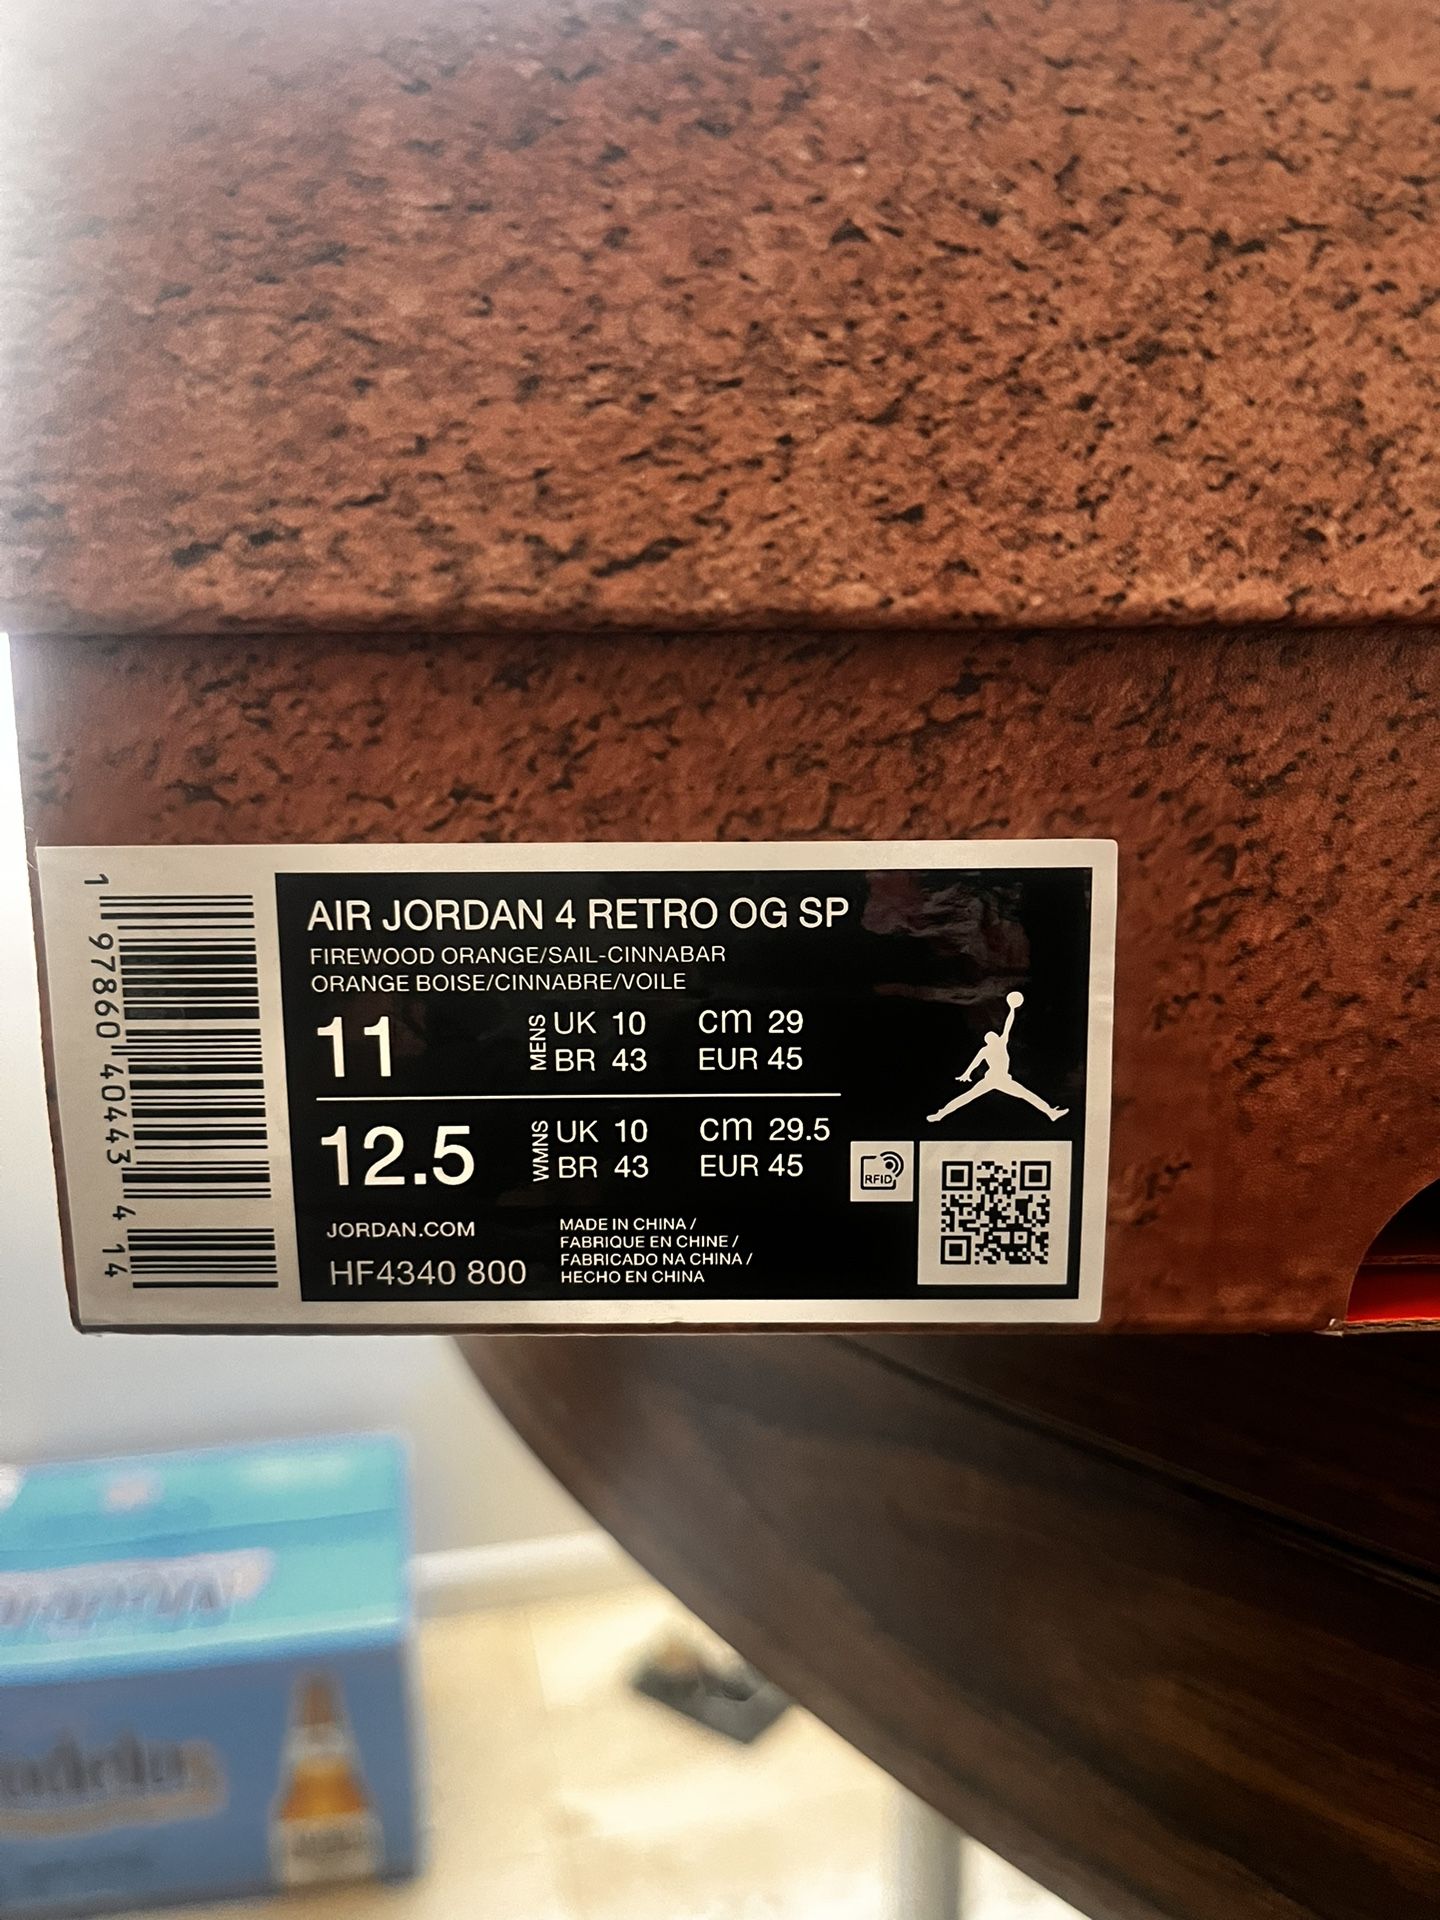 AIR JORDAN 4 RETRO OG SP
FIREWOOD ORANGE/SAIL-CINNABAR
ORANGE BOISE/CINNABRE/VOILE
11 MENS UK 10 CM 29
BR 43 EUR 45
12.5 WMNS UK 10 CM 29.5
BR 43 EUR 45
RFID
JORDAN.COM
HF4340 800
MADE IN CHINA /
FABRIQUE EN CHINE /
FABRICADO NA CHINA /
HECHO EN CHINA
1 97860 40443 4 14